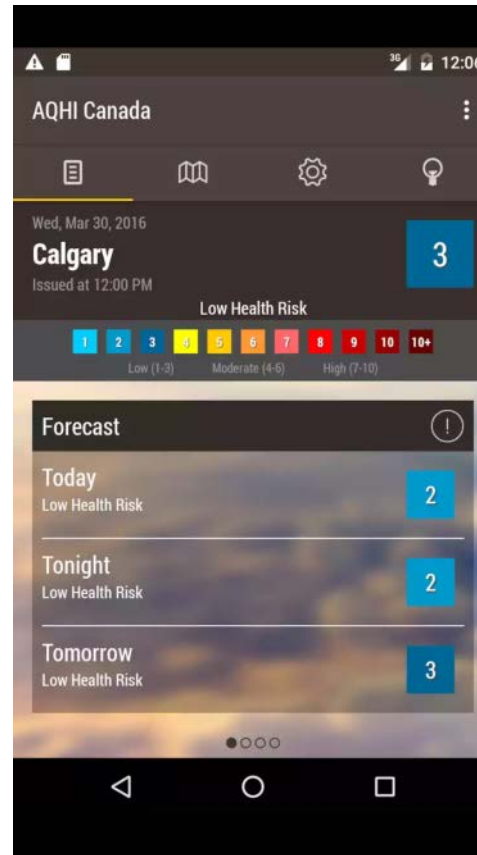 3G 12:06
AQHI Canada
Wed, Mar 30, 2016
Calgary
Issued at 12:00 PM
3
Low Health Risk
1 2 3 4 5 6 7 8 9 10 10+
Low (1-3) Moderate (4-6) High (7-10)
Forecast
Today
Low Health Risk
2
Tonight
Low Health Risk
2
Tomorrow
Low Health Risk
3